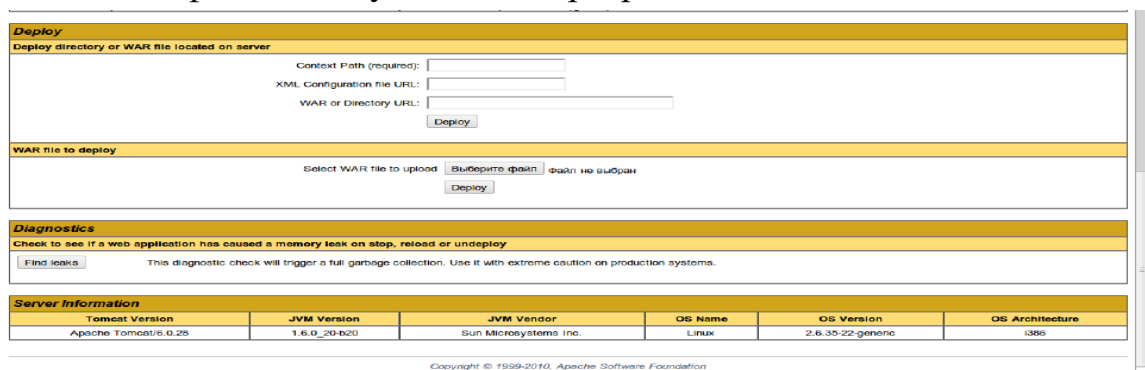 Deploy
Deploy directory or WAR file located on server
Context Path (required):
XML Configuration file URL:
WAR or Directory URL:
Deploy
WAR file to deploy
Select WAR file to upload Выберите файл Файл не выбран
Deploy
Diagnostics
Check to see if a web application has caused a memory leak on stop, reload or undeploy
Find leaks This diagnostic check will trigger a full garbage collection. Use it with extreme caution on production systems.
Server Information
Tomcat Version JVM Version JVM Vendor OS Name OS Version OS Architecture
Apache Tomcat/6.0.28 1.6.0_20-b20 Sun Microsystems Inc. Linux 2.6.35-22-generic i386
Copyright © 1999-2010, Apache Software Foundation